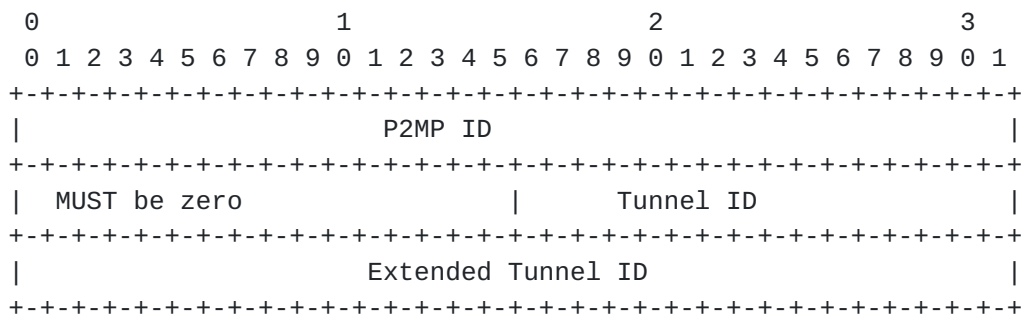 0                   1                   2                   3
 0 1 2 3 4 5 6 7 8 9 0 1 2 3 4 5 6 7 8 9 0 1 2 3 4 5 6 7 8 9 0 1
+-+-+-+-+-+-+-+-+-+-+-+-+-+-+-+-+-+-+-+-+-+-+-+-+-+-+-+-+-+-+-+-+
|                       P2MP ID                                 |
+-+-+-+-+-+-+-+-+-+-+-+-+-+-+-+-+-+-+-+-+-+-+-+-+-+-+-+-+-+-+-+-+
|  MUST be zero                 |      Tunnel ID                |
+-+-+-+-+-+-+-+-+-+-+-+-+-+-+-+-+-+-+-+-+-+-+-+-+-+-+-+-+-+-+-+-+
|                      Extended Tunnel ID                       |
+-+-+-+-+-+-+-+-+-+-+-+-+-+-+-+-+-+-+-+-+-+-+-+-+-+-+-+-+-+-+-+-+